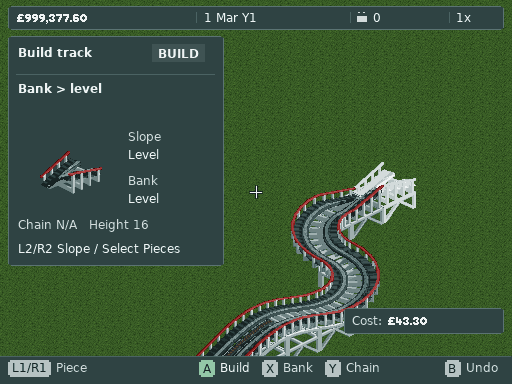 £999,377.60 1 Mar Y1 0 1x
Build track BUILD
Bank > level
Slope
Level
Bank
Level
Chain N/A Height 16
L2/R2 Slope / Select Pieces
Cost: £43.30
L1/R1 Piece A Build X Bank Y Chain B Undo